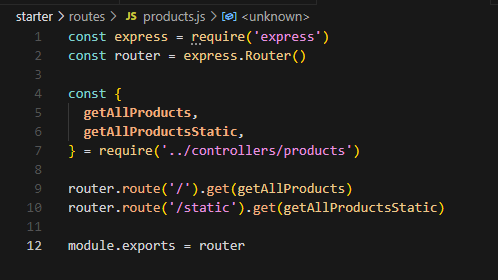 starter > routes > JS products.js > <unknown>
1 const express = require('express')
2 const router = express.Router()
3
4 const {
5   getAllProducts,
6   getAllProductsStatic,
7 } = require('../controllers/products')
8
9 router.route('/').get(getAllProducts)
10 router.route('/static').get(getAllProductsStatic)
11
12 module.exports = router